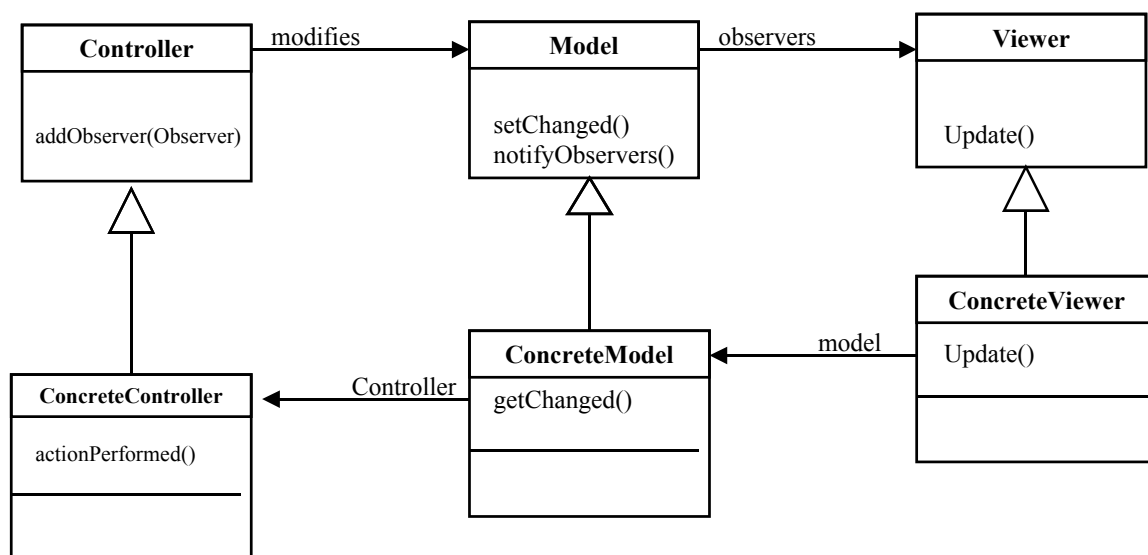 Controller
modifies
Model
observers
Viewer
addObserver(Observer)
setChanged()
notifyObservers()
Update()
ConcreteViewer
Update()
model
ConcreteModel
getChanged()
Controller
ConcreteController
actionPerformed()